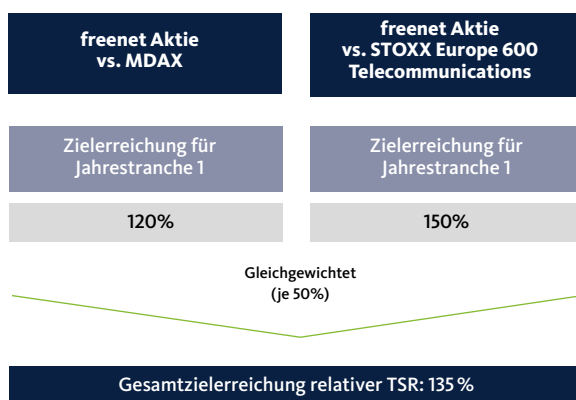 freenet Aktie
vs. MDAX
freenet Aktie
vs. STOXX Europe 600
Telecommunications
Zielerreichung für
Jahrestranche 1
Zielerreichung für
Jahrestranche 1
120%
150%
Gleichgewichtet
(je 50%)
Gesamtzielerreichung relativer TSR: 135 %